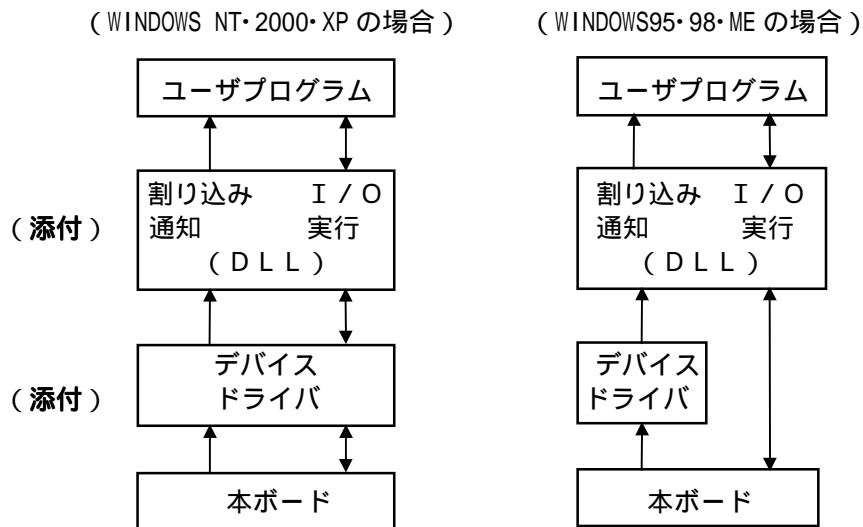 (WINDOWS NT・2000・XP の場合)
(WINDOWS95・98・ME の場合)
ユーザプログラム
ユーザプログラム
(添付)
割り込み I/O
通知 実行
(DLL)
割り込み I/O
通知 実行
(DLL)
(添付)
デバイス
ドライバ
デバイス
ドライバ
本ボード
本ボード